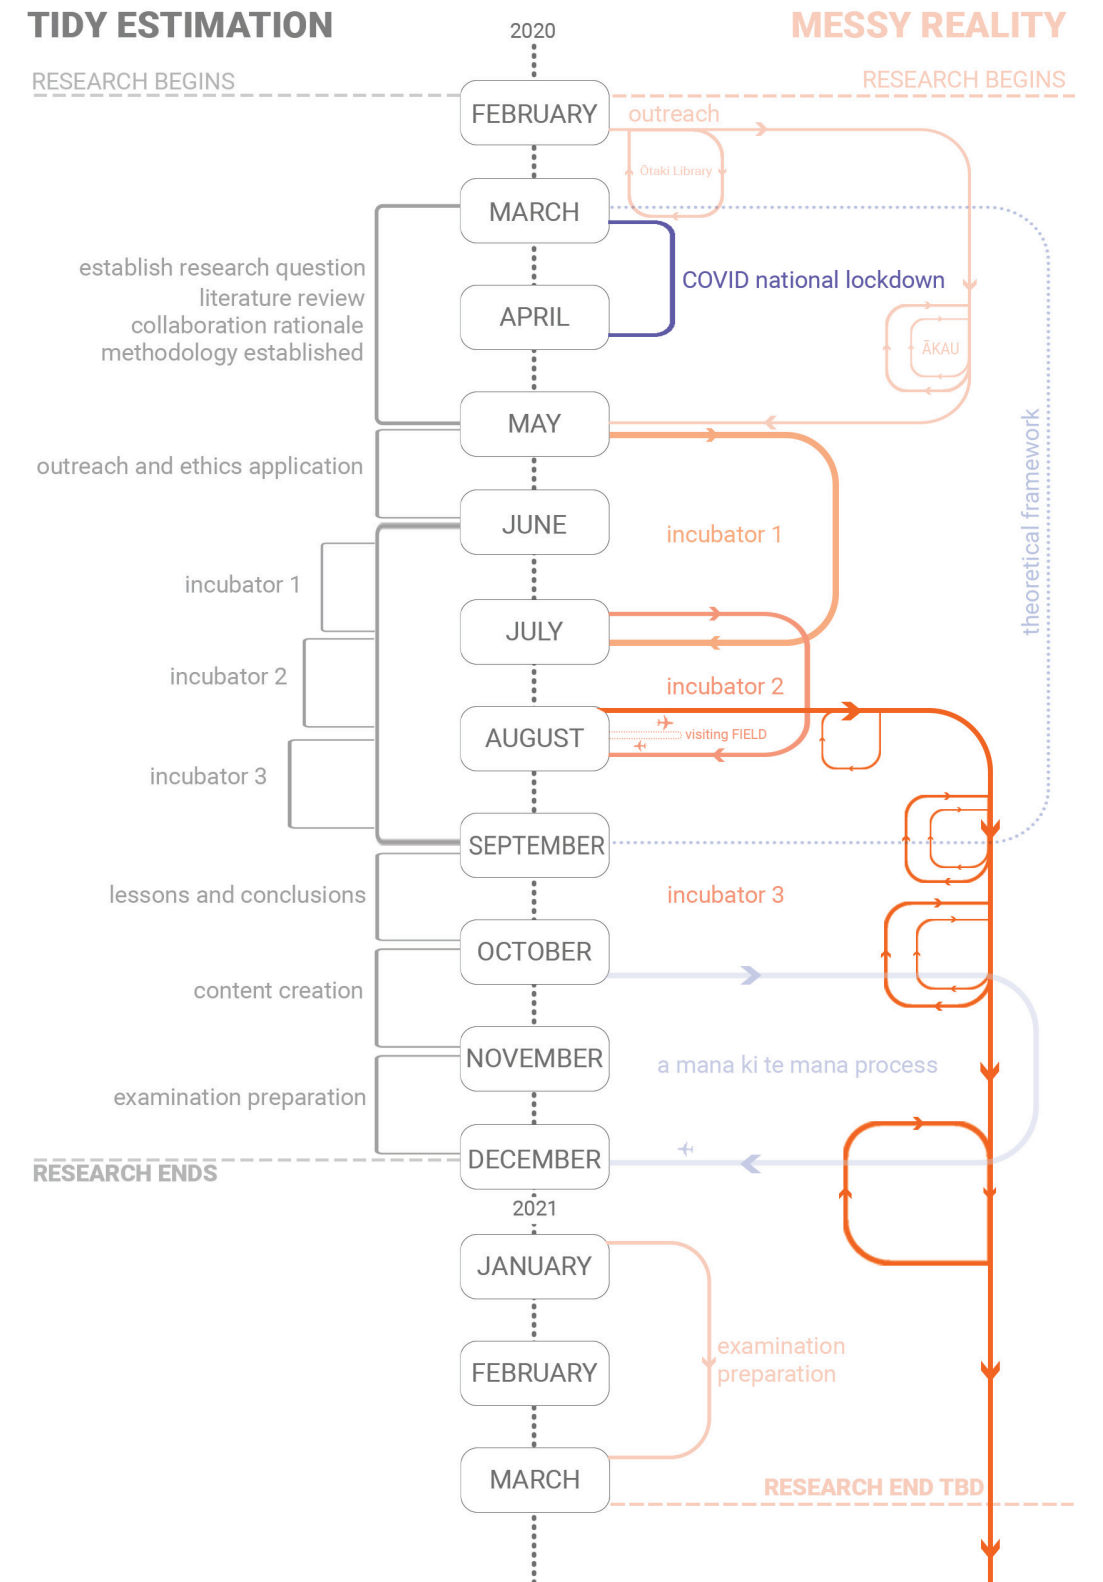 TIDY ESTIMATION
2020
MESSY REALITY
RESEARCH BEGINS
RESEARCH BEGINS
FEBRUARY
outreach
Ōtaki Library
MARCH
establish research question
literature review
collaboration rationale
methodology established
COVID national lockdown
APRIL
ĀKAU
MAY
outreach and ethics application
theoretical framework
JUNE
incubator 1
incubator 1
JULY
incubator 2
incubator 2
AUGUST
visiting FIELD
incubator 3
SEPTEMBER
lessons and conclusions
incubator 3
OCTOBER
content creation
NOVEMBER
a mana ki te mana process
examination preparation
DECEMBER
RESEARCH ENDS
2021
JANUARY
examination
preparation
FEBRUARY
MARCH
RESEARCH END TBD